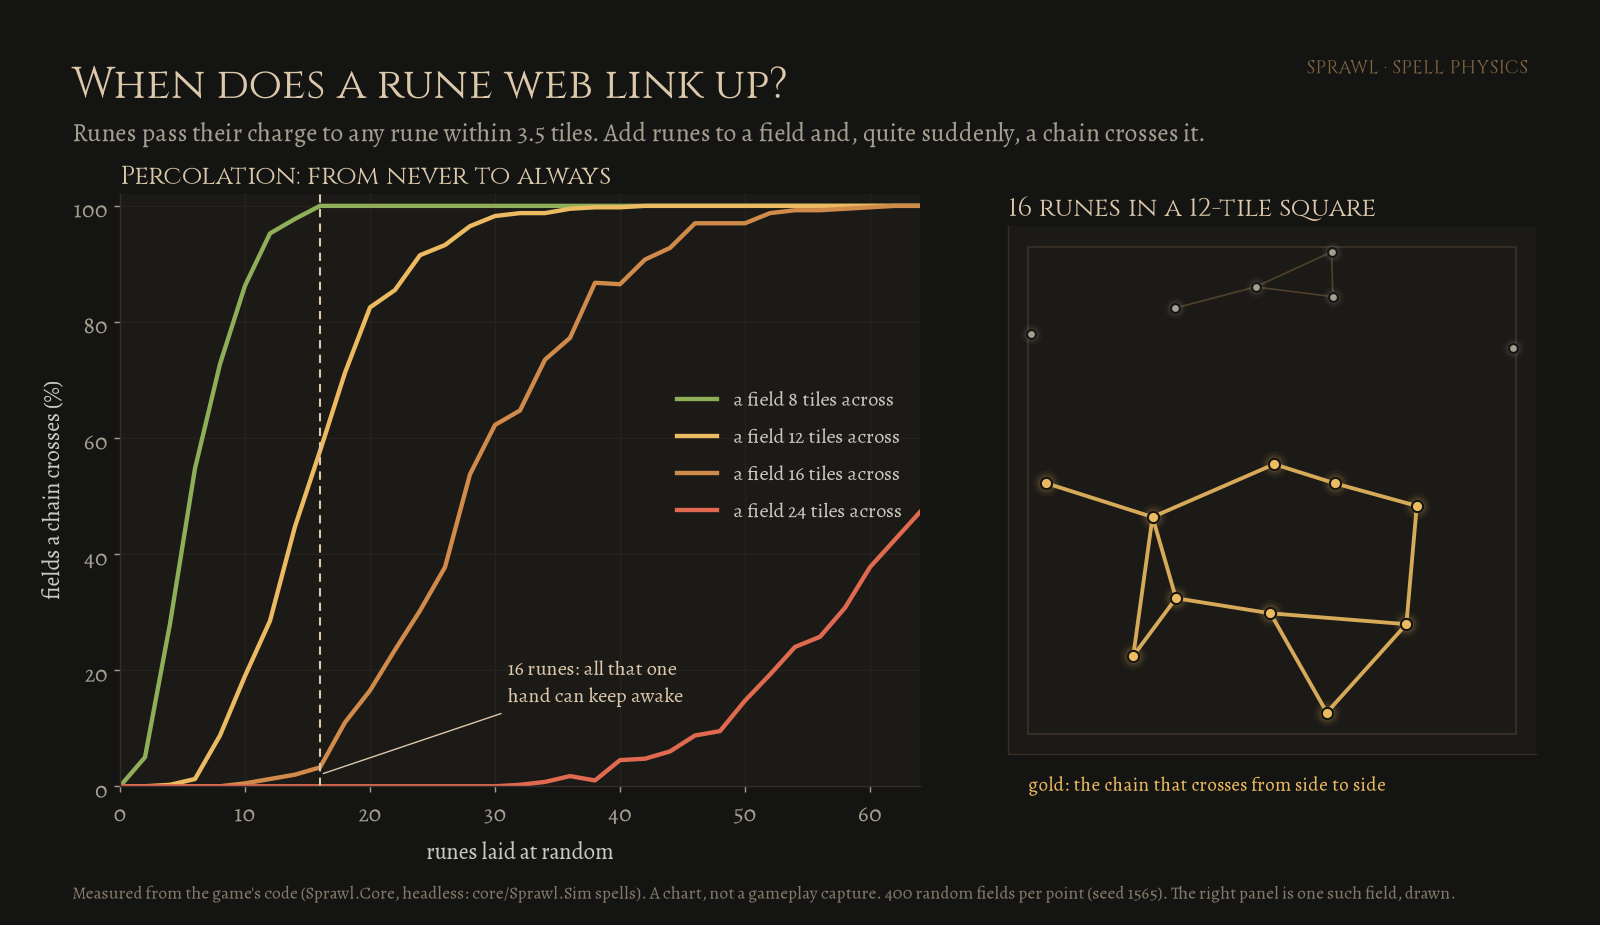 When does a rune web link up?
SPRAWL · SPELL PHYSICS
Runes pass their charge to any rune within 3.5 tiles. Add runes to a field and, quite suddenly, a chain crosses it.
Percolation: from never to always
100
80
60
40
20
0
fields a chain crosses (%)
a field 8 tiles across
a field 12 tiles across
a field 16 tiles across
a field 24 tiles across
16 runes: all that one
hand can keep awake
0 10 20 30 40 50 60
runes laid at random
16 runes in a 12-tile square
gold: the chain that crosses from side to side
Measured from the game's code (Sprawl.Core, headless: core/Sprawl.Sim spells). A chart, not a gameplay capture. 400 random fields per point (seed 1565). The right panel is one such field, drawn.